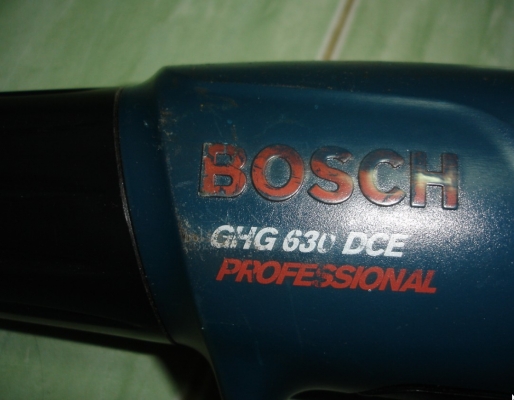 BOSCH
GHG 630 DCE
PROFESSIONAL